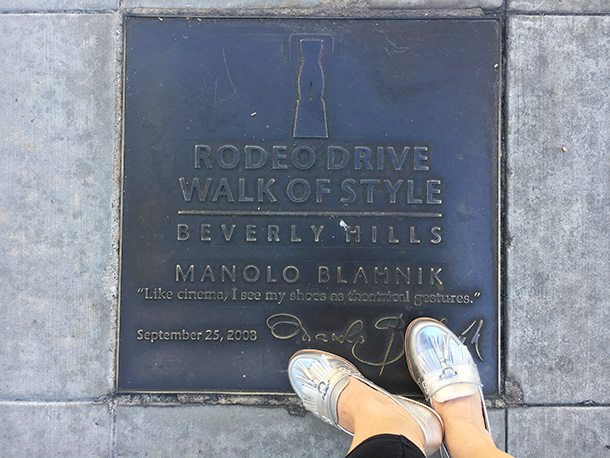 RODEO DRIVE
WALK OF STYLE
BEVERLY HILLS
MANOLO BLAHNIK
"Like cinema, I see my shoes as theatrical gestures."
September 25, 2008